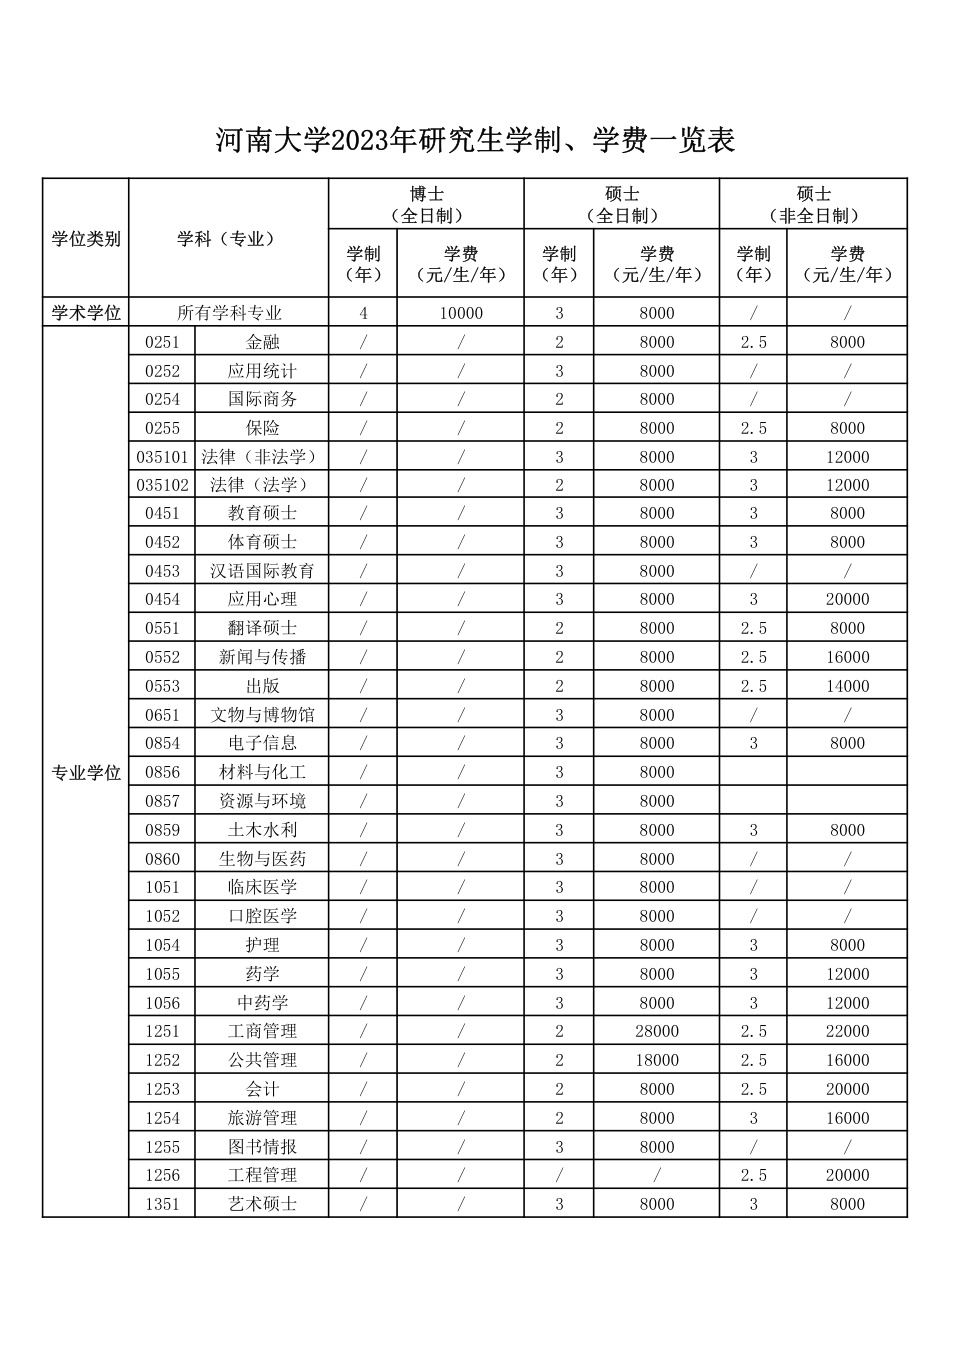 河南大学2023年研究生学制、学费一览表
学位类别 学科（专业） 博士（全日制） 硕士（全日制） 硕士（非全日制）
学制（年） 学费（元/生/年） 学制（年） 学费（元/生/年） 学制（年） 学费（元/生/年）
学术学位 所有学科专业 4 10000 3 8000 / /
专业学位
0251 金融 / / 2 8000 2.5 8000
0252 应用统计 / / 3 8000 / /
0254 国际商务 / / 2 8000 / /
0255 保险 / / 2 8000 2.5 8000
035101 法律（非法学） / / 3 8000 3 12000
035102 法律（法学） / / 2 8000 3 12000
0451 教育硕士 / / 3 8000 3 8000
0452 体育硕士 / / 3 8000 3 8000
0453 汉语国际教育 / / 3 8000 / /
0454 应用心理 / / 3 8000 3 20000
0551 翻译硕士 / / 2 8000 2.5 8000
0552 新闻与传播 / / 2 8000 2.5 16000
0553 出版 / / 2 8000 2.5 14000
0651 文物与博物馆 / / 3 8000 / /
0854 电子信息 / / 3 8000 3 8000
0856 材料与化工 / / 3 8000
0857 资源与环境 / / 3 8000
0859 土木水利 / / 3 8000 3 8000
0860 生物与医药 / / 3 8000 / /
1051 临床医学 / / 3 8000 / /
1052 口腔医学 / / 3 8000 / /
1054 护理 / / 3 8000 3 8000
1055 药学 / / 3 8000 3 12000
1056 中药学 / / 3 8000 3 12000
1251 工商管理 / / 2 28000 2.5 22000
1252 公共管理 / / 2 18000 2.5 16000
1253 会计 / / 2 8000 2.5 20000
1254 旅游管理 / / 2 8000 3 16000
1255 图书情报 / / 3 8000 / /
1256 工程管理 / / / / 2.5 20000
1351 艺术硕士 / / 3 8000 3 8000